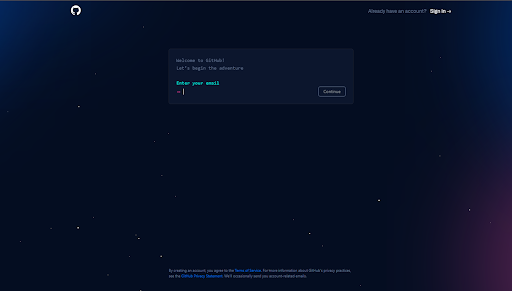 Already have an account? Sign in →
Welcome to GitHub!
Let's begin the adventure
Enter your email
→
Continue
By creating an account, you agree to the Terms of Service. For more information about GitHub's privacy practices,
see the GitHub Privacy Statement. We'll occasionally send you account-related emails.